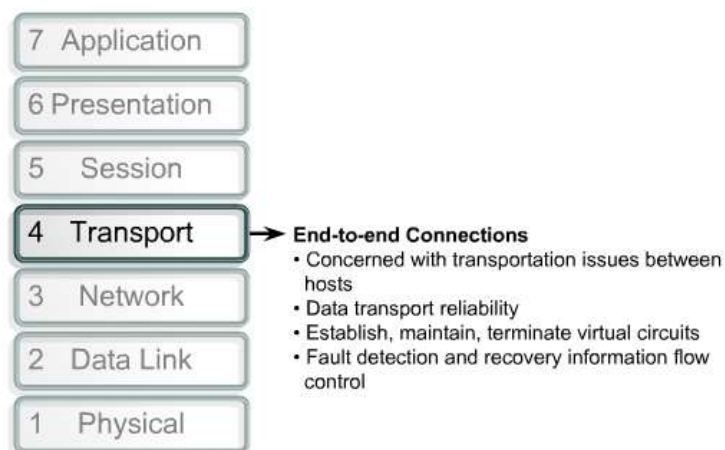 7 Application
6 Presentation
5 Session
4 Transport
End-to-end Connections
• Concerned with transportation issues between
hosts
• Data transport reliability
• Establish, maintain, terminate virtual circuits
• Fault detection and recovery information flow
control
3 Network
2 Data Link
1 Physical